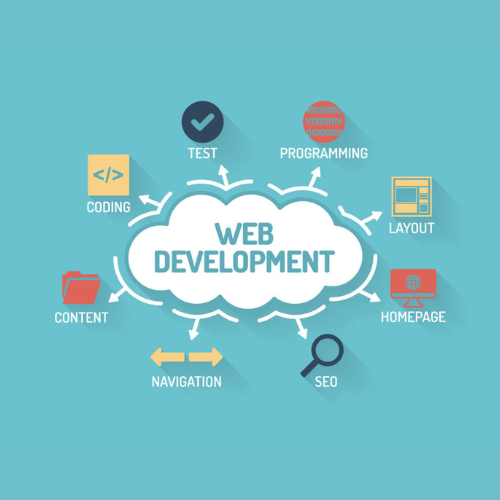 TEST
PROGRAMMING
</>
CODING
LAYOUT
WEB
DEVELOPMENT
CONTENT
HOMEPAGE
NAVIGATION
SEO